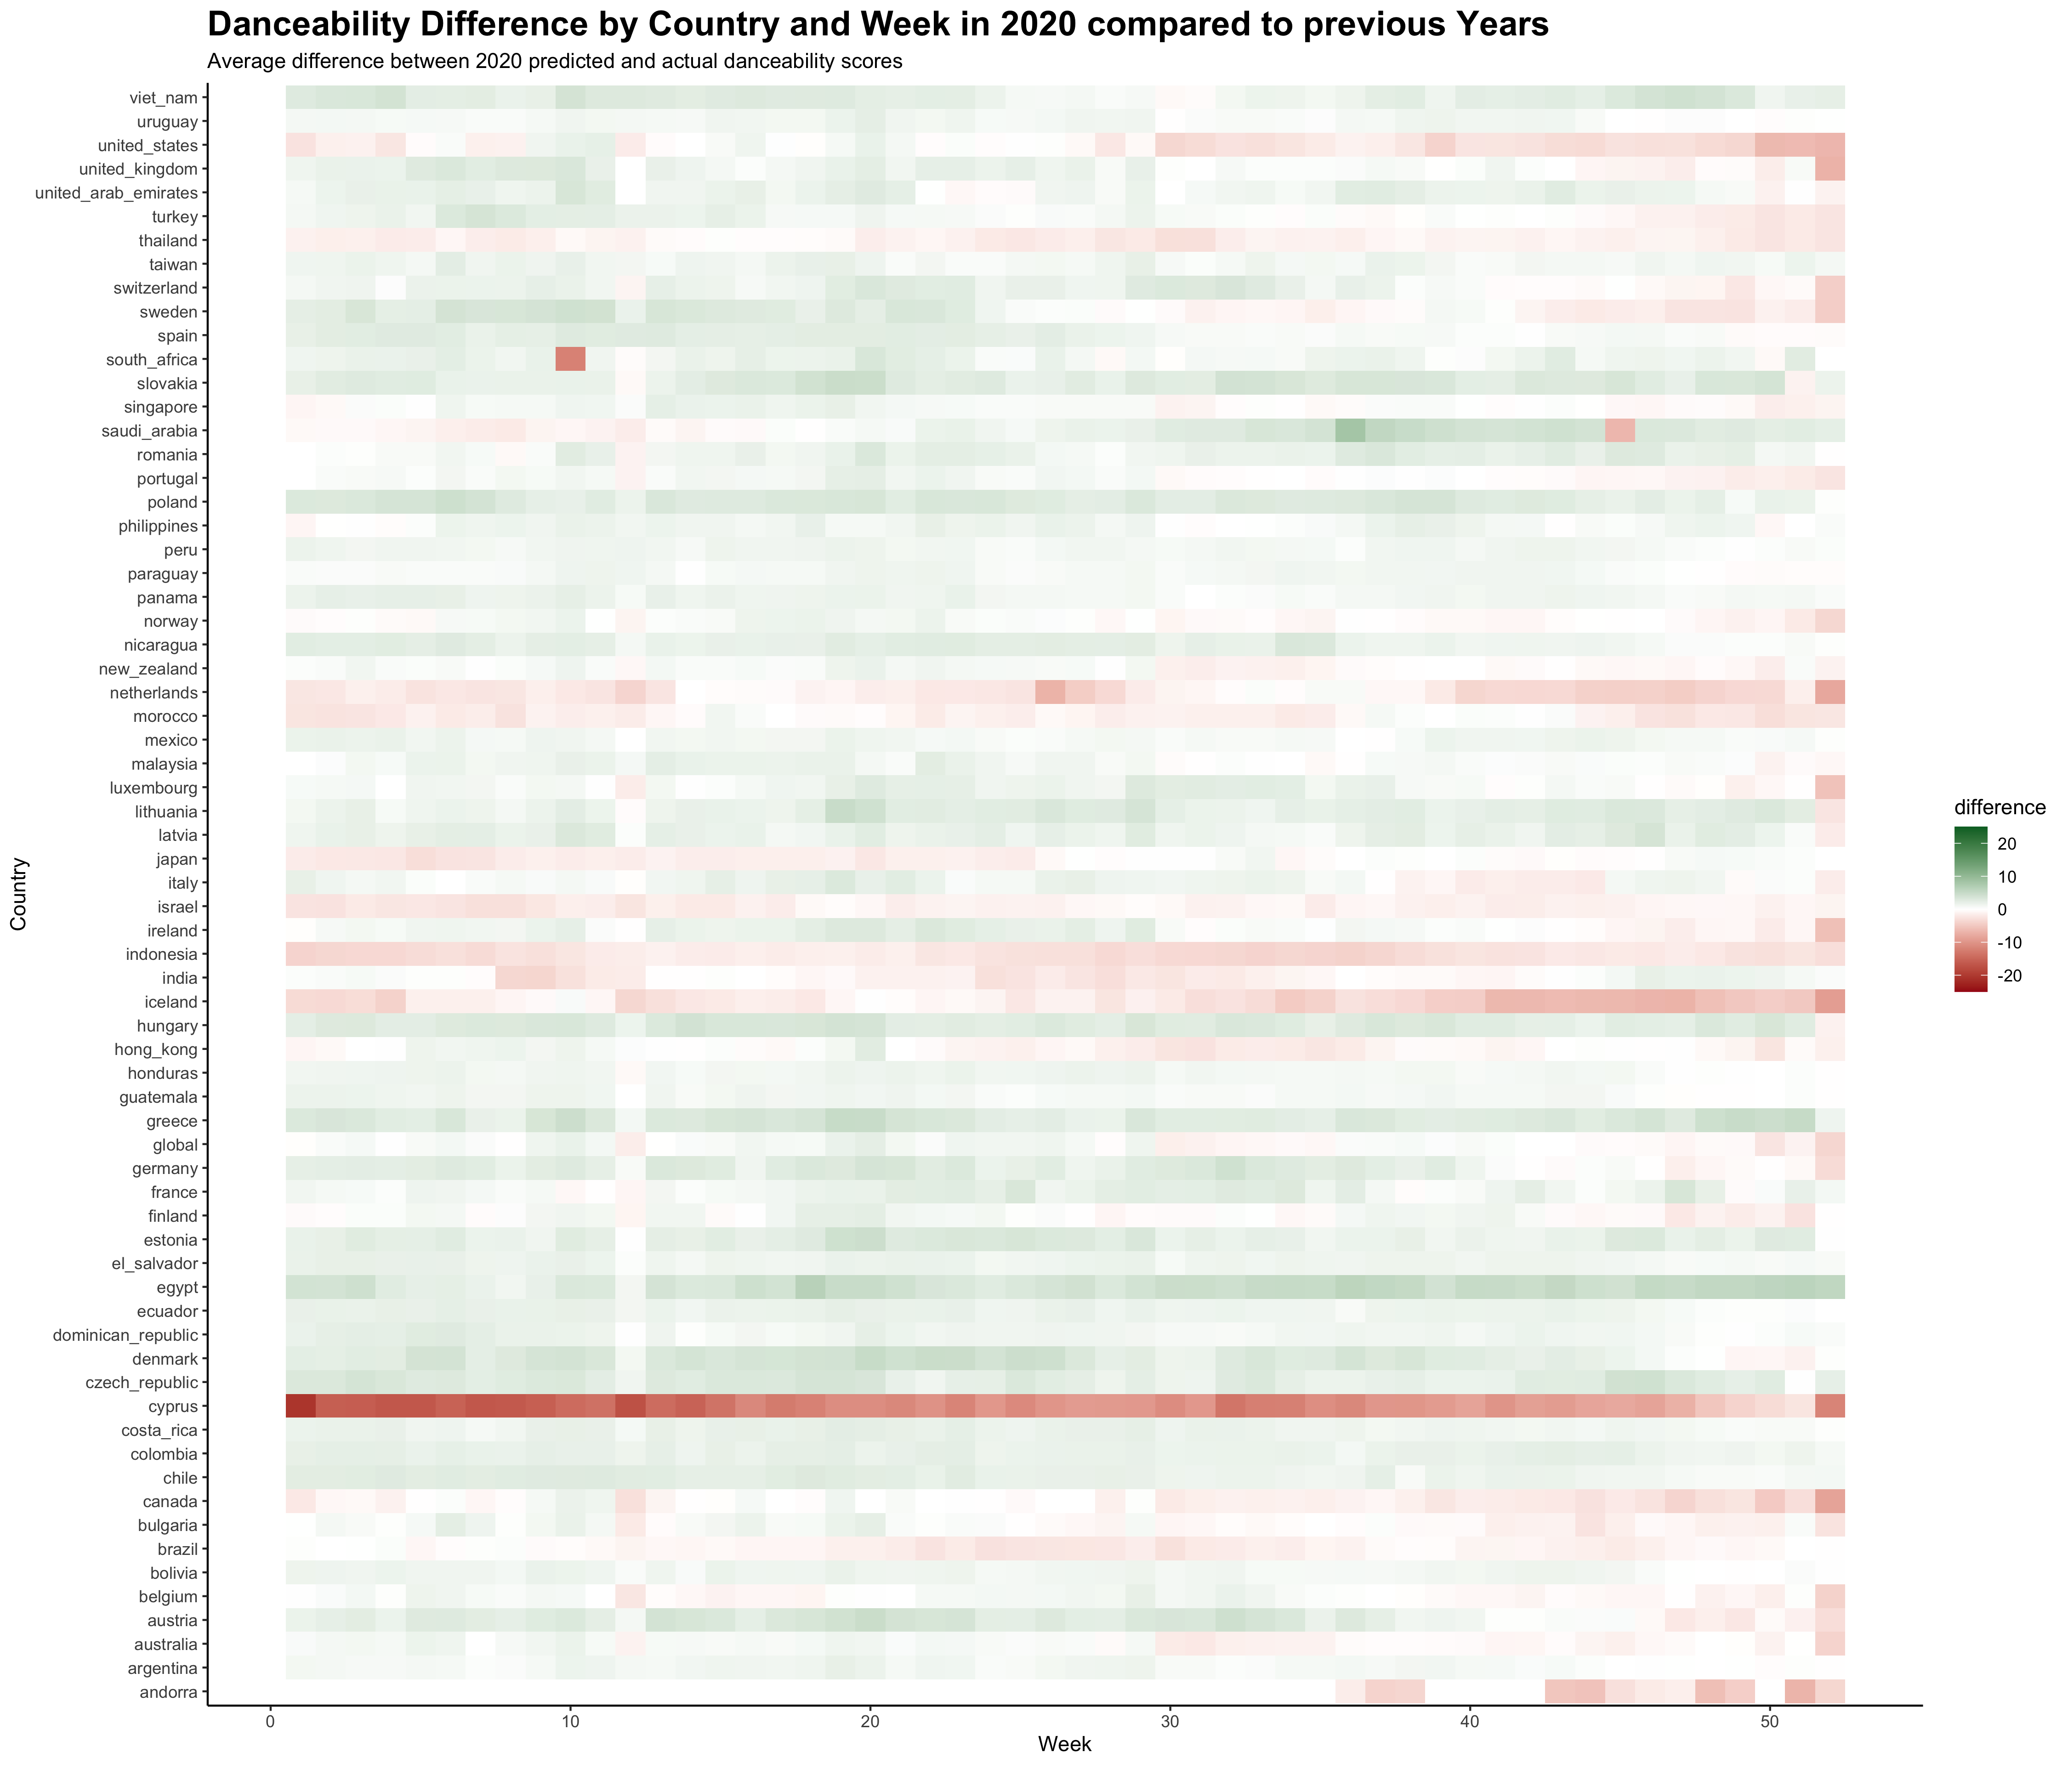 Danceability Difference by Country and Week in 2020 compared to previous Years
Average difference between 2020 predicted and actual danceability scores
viet_nam
uruguay
united_states
united_kingdom
united_arab_emirates
turkey
thailand
taiwan
switzerland
sweden
spain
south_africa
slovakia
singapore
saudi_arabia
romania
portugal
poland
philippines
peru
paraguay
panama
norway
nicaragua
new_zealand
netherlands
morocco
mexico
malaysia
luxembourg
lithuania
latvia
japan
italy
israel
ireland
indonesia
india
iceland
hungary
hong_kong
honduras
guatemala
greece
global
germany
france
finland
estonia
el_salvador
egypt
ecuador
dominican_republic
denmark
czech_republic
cyprus
costa_rica
colombia
chile
canada
bulgaria
brazil
bolivia
belgium
austria
australia
argentina
andorra
Country
0 10 20 30 40 50
Week
difference
20
10
0
-10
-20